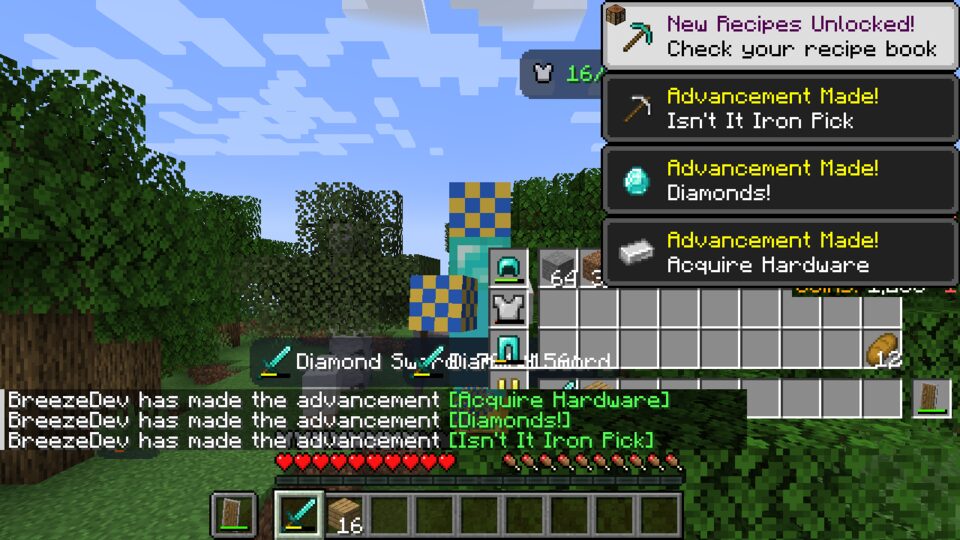 New Recipes Unlocked!
Check your recipe book
16/
Advancement Made!
Isn't It Iron Pick
Advancement Made!
Diamonds!
Advancement Made!
Acquire Hardware
64
12
Diamond
BreezeDev has made the advancement [Acquire Hardware]
BreezeDev has made the advancement [Diamonds!]
BreezeDev has made the advancement [Isn't It Iron Pick]
16